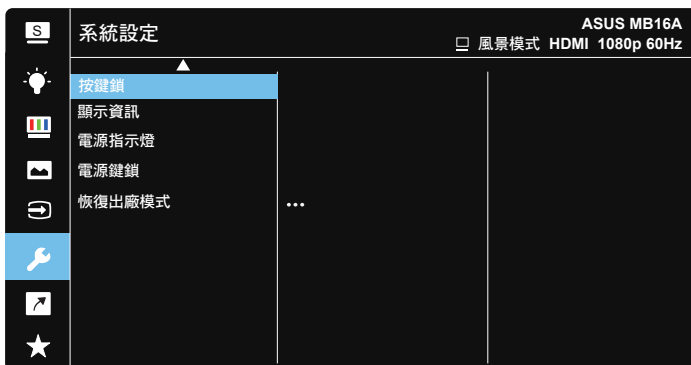 S
系統設定
ASUS MB16A
風景模式 HDMI 1080p 60Hz
按鍵鎖
顯示資訊
電源指示燈
電源鍵鎖
恢復出廠模式 ...